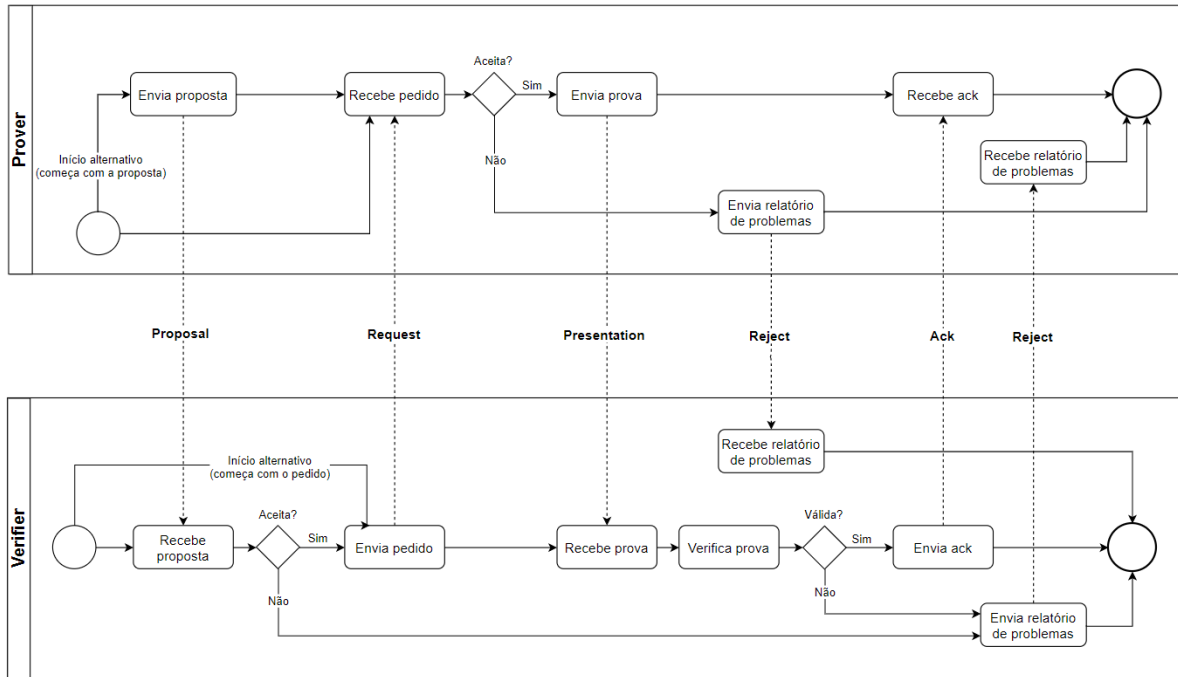 Prover
Aceita?
Envia proposta
Recebe pedido
Sim
Envia prova
Recebe ack
Início alternativo
(começa com a proposta)
Não
Recebe relatório
de problemas
Envia relatório
de problemas
Proposal
Request
Presentation
Reject
Ack
Reject
Verifier
Recebe relatório
de problemas
Início alternativo
(começa com o pedido)
Aceita?
Válida?
Recebe
proposta
Sim
Envia pedido
Recebe prova
Verifica prova
Sim
Envia ack
Não
Não
Envia relatório
de problemas